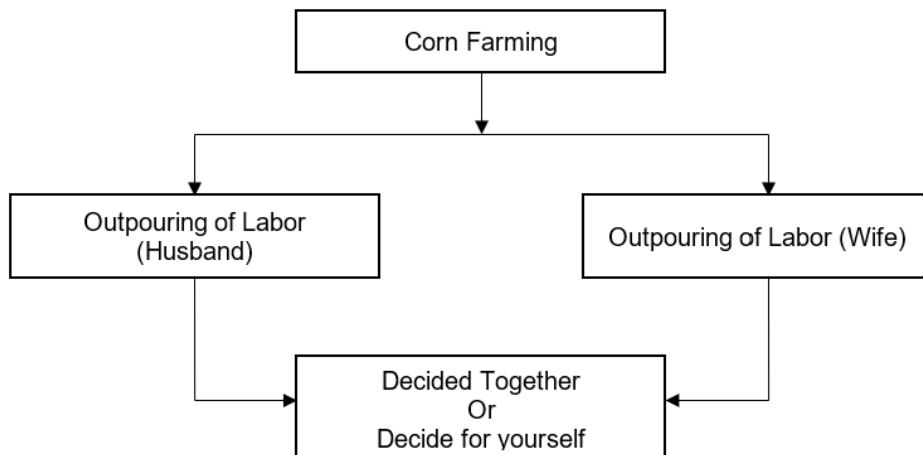 Corn Farming
Outpouring of Labor
(Husband)
Outpouring of Labor (Wife)
Decided Together
Or
Decide for yourself